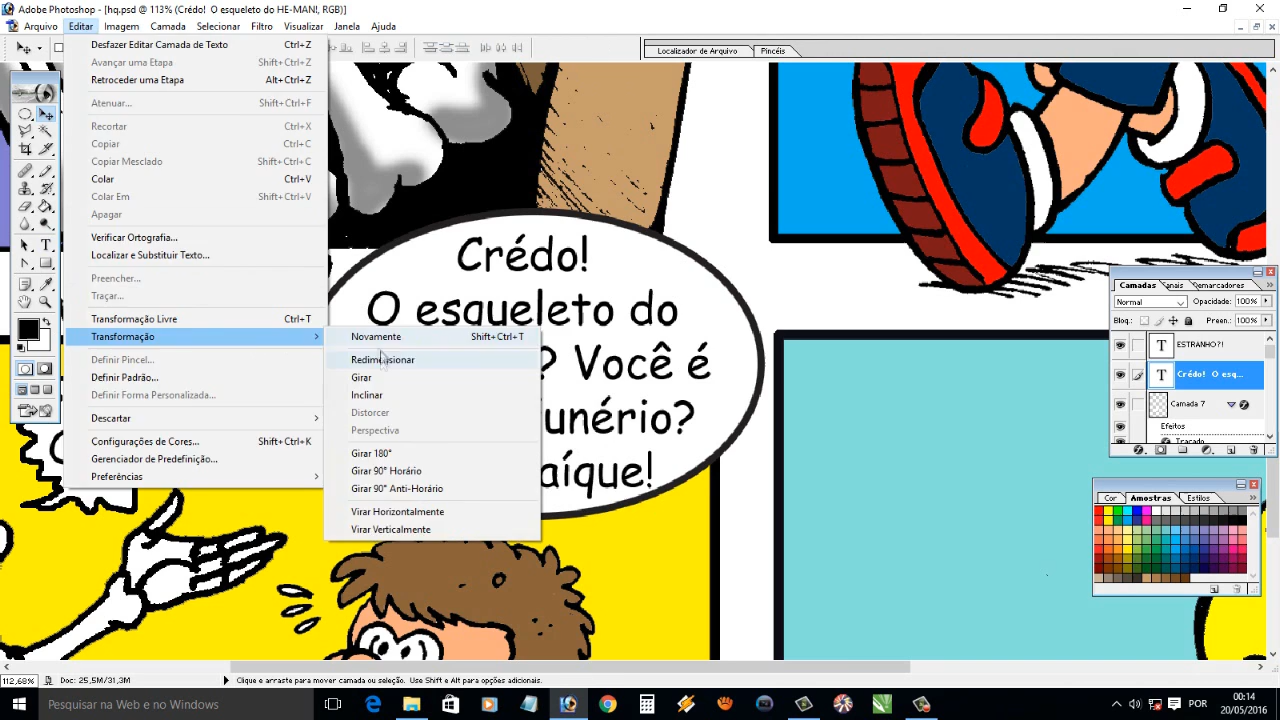 Adobe Photoshop - [hq.psd @ 113% (Crédo!  O esqueleto do HE-MAN!, RGB)]
Arquivo Editar Imagem Camada Selecionar Filtro Visualizar Janela Ajuda
Localizador de Arquivo Pincéis
Desfazer Editar Camada de Texto Ctrl+Z
Avançar uma Etapa Shift+Ctrl+Z
Retroceder uma Etapa Alt+Ctrl+Z
Atenuar... Shift+Ctrl+F
Recortar Ctrl+X
Copiar Ctrl+C
Copiar Mesclado Shift+Ctrl+C
Colar Ctrl+V
Colar Em Shift+Ctrl+V
Apagar
Verificar Ortografia...
Localizar e Substituir Texto...
Preencher...
Traçar...
Transformação Livre Ctrl+T
Transformação
Definir Pincel...
Definir Padrão...
Definir Forma Personalizada...
Descartar
Configurações de Cores... Shift+Ctrl+K
Gerenciador de Predefinição...
Preferências
Novamente Shift+Ctrl+T
Redimensionar
Girar
Inclinar
Distorcer
Perspectiva
Girar 180°
Girar 90° Horário
Girar 90° Anti-Horário
Virar Horizontalmente
Virar Verticalmente
Crédo!
O esqueleto do
? Você é
unério?
aíque!
Camadas anais Demarcadores
Normal Opacidade: 100%
Bloq.: Preen.: 100%
T ESTRANHO?!
T Crédo!  O esq...
Camada 7
Efeitos
Traçado
Cor Amostras Estilos
112,68% Doc: 25,5M/31,3M Clique e arraste para mover camada ou seleção. Use Shift e Alt para opções adicionais.
Pesquisar na Web e no Windows
POR
00:14
20/05/2016